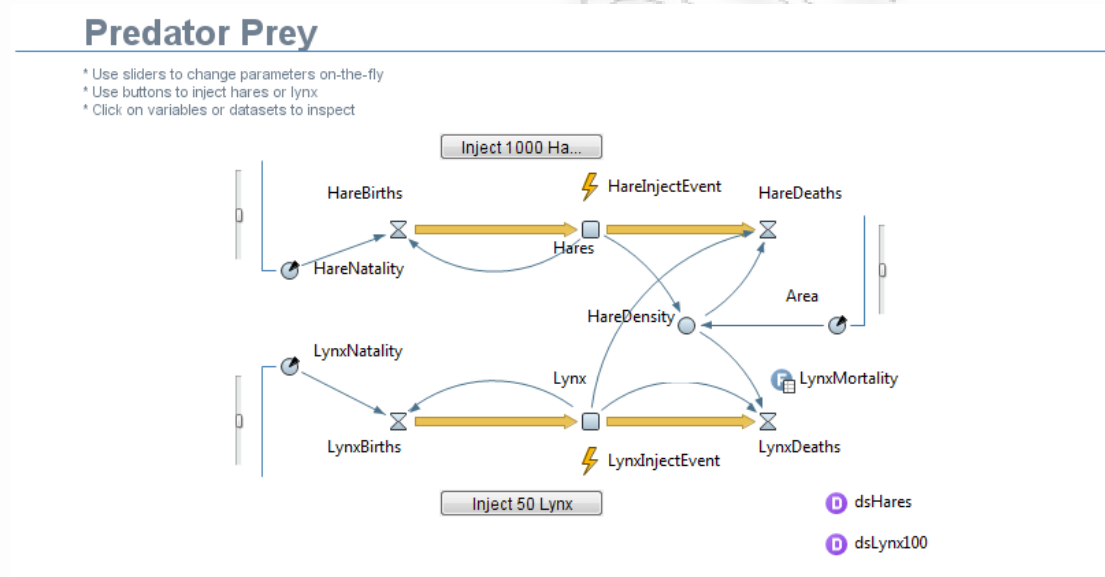 Predator Prey
* Use sliders to change parameters on-the-fly
* Use buttons to inject hares or lynx
* Click on variables or datasets to inspect
Inject 1000 Ha...
HareBirths
HareInjectEvent
HareDeaths
Hares
HareNatality
Area
HareDensity
LynxNatality
Lynx
F LynxMortality
LynxBirths
LynxDeaths
LynxInjectEvent
Inject 50 Lynx
D dsHares
D dsLynx100